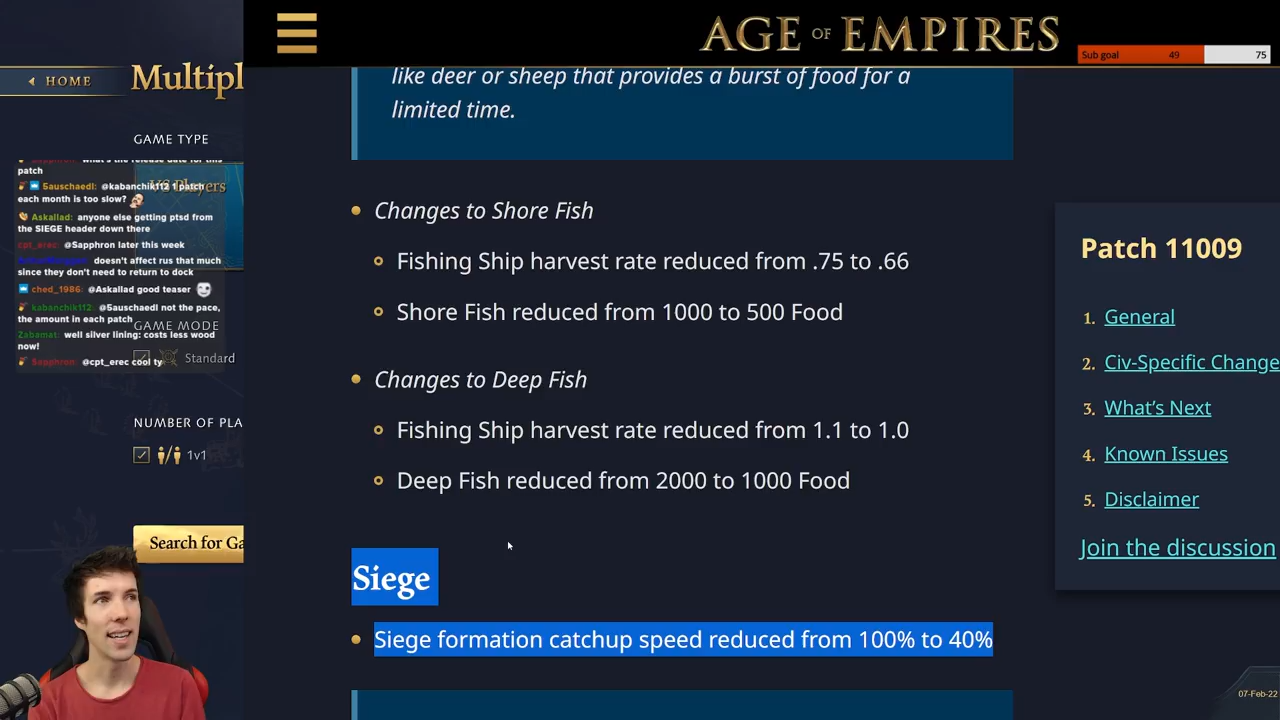 AGE OF EMPIRES
Sub goal 49 75
HOME
Multipl
GAME TYPE
patch
5auschaedl: @kabanchik112 1 patch
each month is too slow?
Askallad: anyone else getting ptsd from
the SIEGE header down there
cpt_erec: @Sapphron later this week
doesn't affect rus that much
since they don't need to return to dock
ched_1986: @Askallad good teaser
kabanchik112: @5auschaedl not the pace,
the amount in each patch
Zabamat: well silver lining: costs less wood
now!
Sapphron: @cpt_erec cool ty
GAME MODE
Standard
NUMBER OF PLA
1v1
Search for Ga
like deer or sheep that provides a burst of food for a
limited time.
Changes to Shore Fish
Fishing Ship harvest rate reduced from .75 to .66
Shore Fish reduced from 1000 to 500 Food
Changes to Deep Fish
Fishing Ship harvest rate reduced from 1.1 to 1.0
Deep Fish reduced from 2000 to 1000 Food
Siege
Siege formation catchup speed reduced from 100% to 40%
Patch 11009
1. General
2. Civ-Specific Change
3. What's Next
4. Known Issues
5. Disclaimer
Join the discussion
07-Feb-22